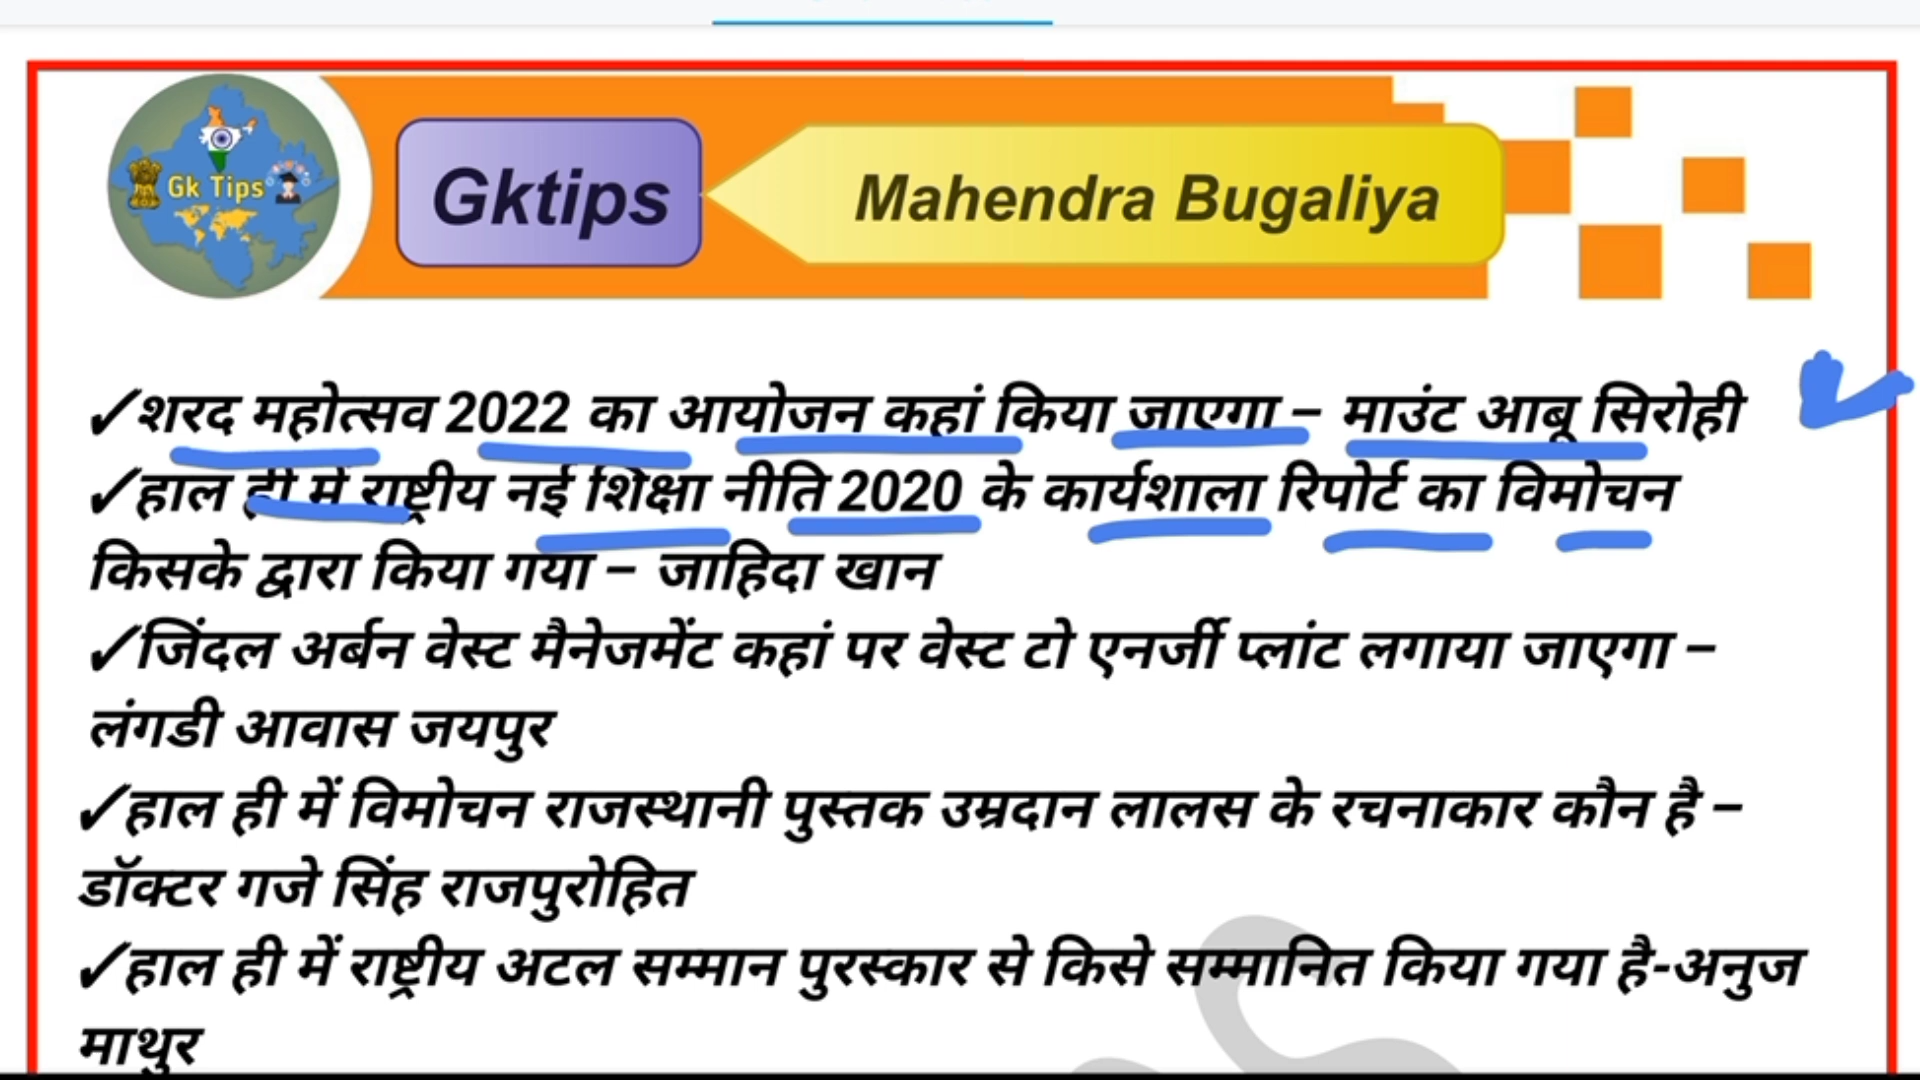 Gk Tips
Gktips
Mahendra Bugaliya
✓शरद महोत्सव 2022 का आयोजन कहां किया जाएगा – माउंट आबू सिरोही
✓हाल ही में राष्ट्रीय नई शिक्षा नीति 2020 के कार्यशाला रिपोर्ट का विमोचन
किसके द्वारा किया गया – जाहिदा खान
✓जिंदल अर्बन वेस्ट मैनेजमेंट कहां पर वेस्ट टो एनर्जी प्लांट लगाया जाएगा –
लंगडी आवास जयपुर
✓हाल ही में विमोचन राजस्थानी पुस्तक उम्रदान लालस के रचनाकार कौन है –
डॉक्टर गजे सिंह राजपुरोहित
✓हाल ही में राष्ट्रीय अटल सम्मान पुरस्कार से किसे सम्मानित किया गया है-अनुज
माथुर